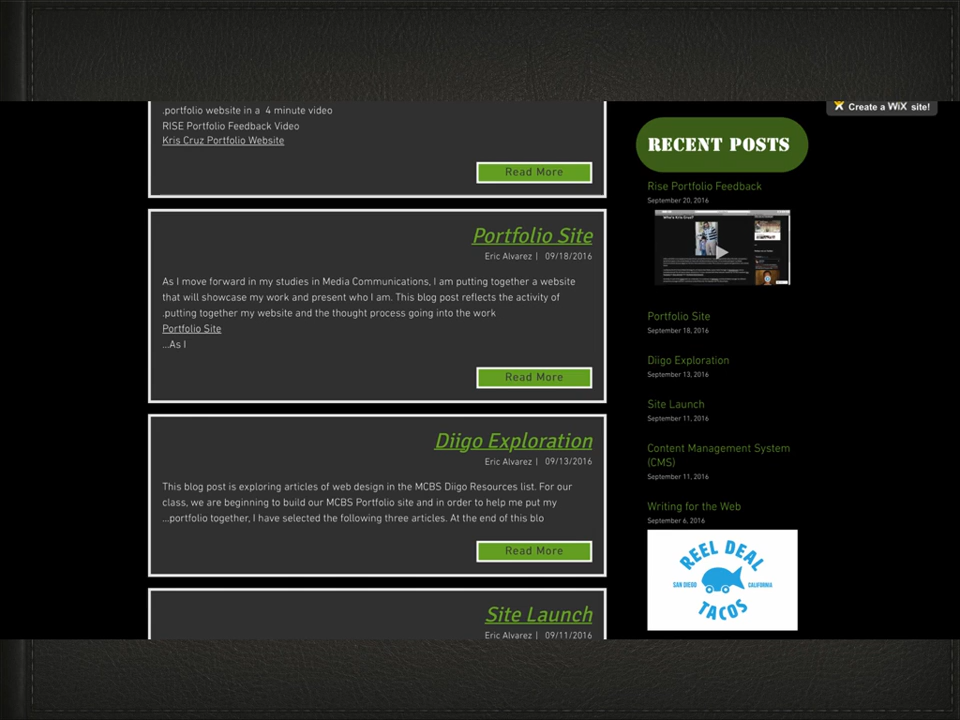 .portfolio website in a 4 minute video
RISE Portfolio Feedback Video
Kris Cruz Portfolio Website
Read More
Portfolio Site
Eric Alvarez | 09/18/2016
As I move forward in my studies in Media Communications, I am putting together a website
that will showcase my work and present who I am. This blog post reflects the activity of
.putting together my website and the thought process going into the work
Portfolio Site
...As I
Read More
Diigo Exploration
Eric Alvarez | 09/13/2016
This blog post is exploring articles of web design in the MCBS Diigo Resources list. For our
class, we are beginning to build our MCBS Portfolio site and in order to help me put my
...portfolio together, I have selected the following three articles. At the end of this blo
Read More
Site Launch
Eric Alvarez | 09/11/2016
Create a WiX site!
RECENT POSTS
Rise Portfolio Feedback
September 20, 2016
Who's Kris Cruz?
Portfolio Site
September 18, 2016
Diigo Exploration
September 13, 2016
Site Launch
September 11, 2016
Content Management System
(CMS)
September 11, 2016
Writing for the Web
September 6, 2016
REEL DEAL
SAN DIEGO CALIFORNIA
TACOS